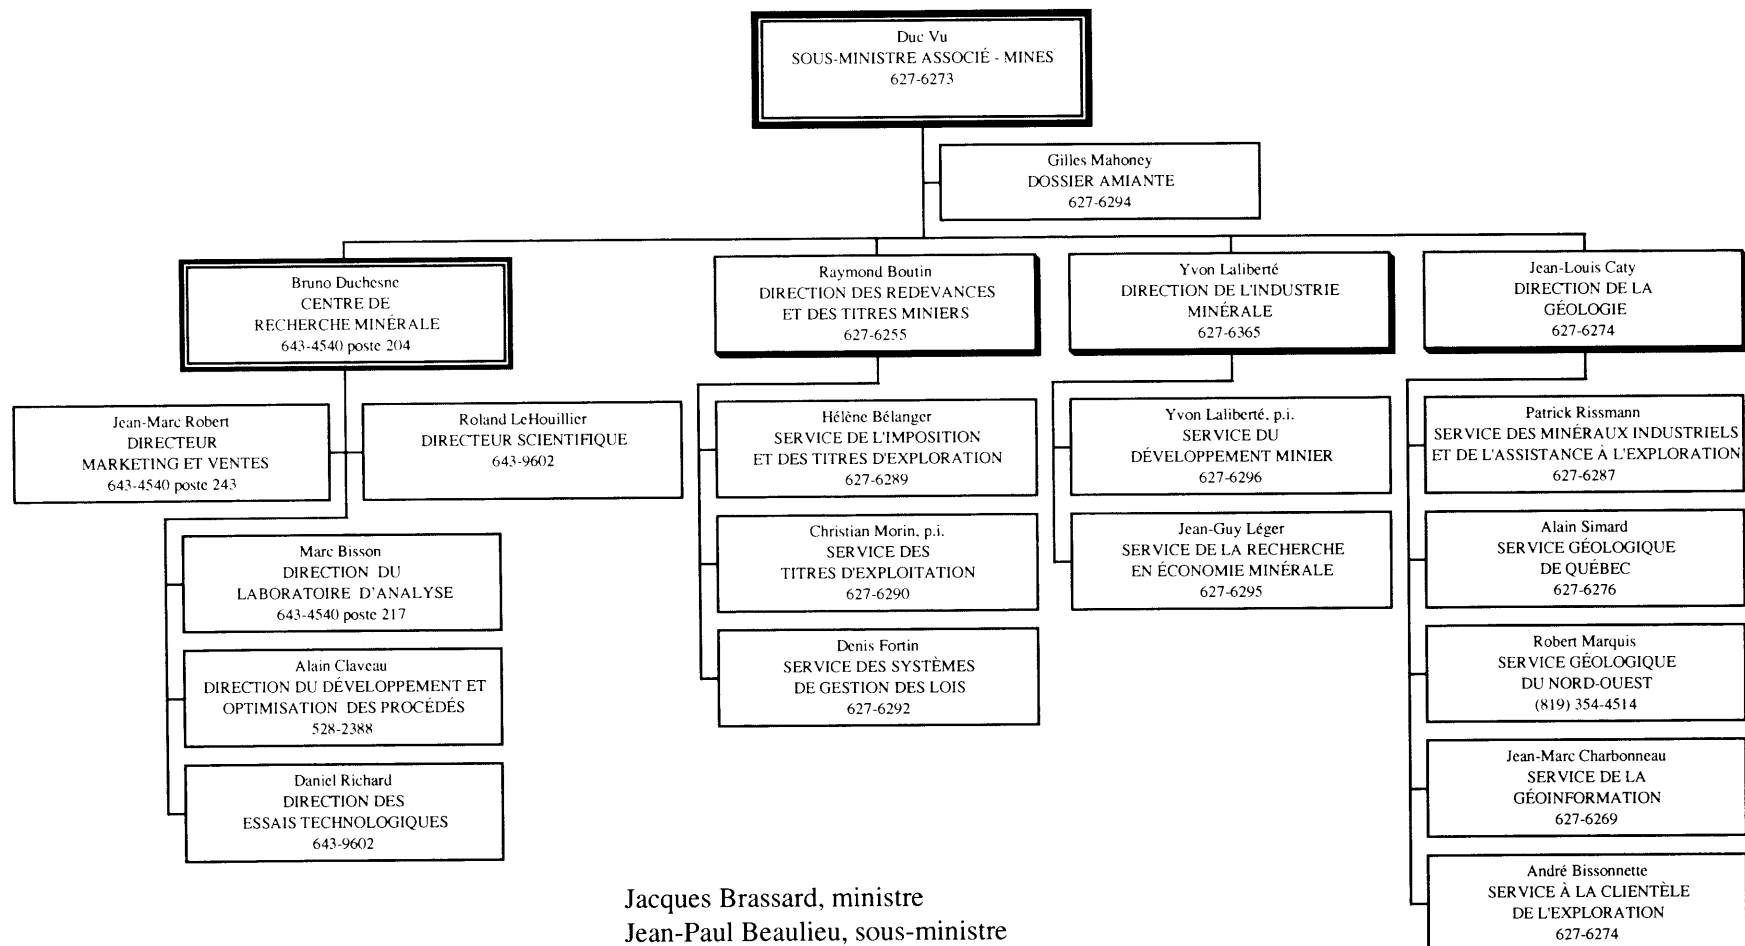 Duc Vu
SOUS-MINISTRE ASSOCIÉ - MINES
627-6273
Gilles Mahoney
DOSSIER AMIANTE
627-6294
Bruno Duchesne
CENTRE DE
RECHERCHE MINÉRALE
643-4540 poste 204
Raymond Boutin
DIRECTION DES REDEVANCES
ET DES TITRES MINIERS
627-6255
Yvon Laliberté
DIRECTION DE L'INDUSTRIE
MINÉRALE
627-6365
Jean-Louis Caty
DIRECTION DE LA
GÉOLOGIE
627-6274
Jean-Marc Robert
DIRECTEUR
MARKETING ET VENTES
643-4540 poste 243
Roland LeHouillier
DIRECTEUR SCIENTIFIQUE
643-9602
Marc Bisson
DIRECTION DU
LABORATOIRE D'ANALYSE
643-4540 poste 217
Alain Claveau
DIRECTION DU DÉVELOPPEMENT ET
OPTIMISATION DES PROCÉDÉS
528-2388
Daniel Richard
DIRECTION DES
ESSAIS TECHNOLOGIQUES
643-9602
Hélène Bélanger
SERVICE DE L'IMPOSITION
ET DES TITRES D'EXPLORATION
627-6289
Christian Morin, p.i.
SERVICE DES
TITRES D'EXPLOITATION
627-6290
Denis Fortin
SERVICE DES SYSTÈMES
DE GESTION DES LOIS
627-6292
Yvon Laliberté, p.i.
SERVICE DU
DÉVELOPPEMENT MINIER
627-6296
Jean-Guy Léger
SERVICE DE LA RECHERCHE
EN ÉCONOMIE MINÉRALE
627-6295
Patrick Rissmann
SERVICE DES MINÉRAUX INDUSTRIELS
ET DE L'ASSISTANCE À L'EXPLORATION
627-6287
Alain Simard
SERVICE GÉOLOGIQUE
DE QUÉBEC
627-6276
Robert Marquis
SERVICE GÉOLOGIQUE
DU NORD-OUEST
(819) 354-4514
Jean-Marc Charbonneau
SERVICE DE LA
GÉOINFORMATION
627-6269
André Bissonnette
SERVICE À LA CLIENTÈLE
DE L'EXPLORATION
627-6274
Jacques Brassard, ministre
Jean-Paul Beaulieu, sous-ministre